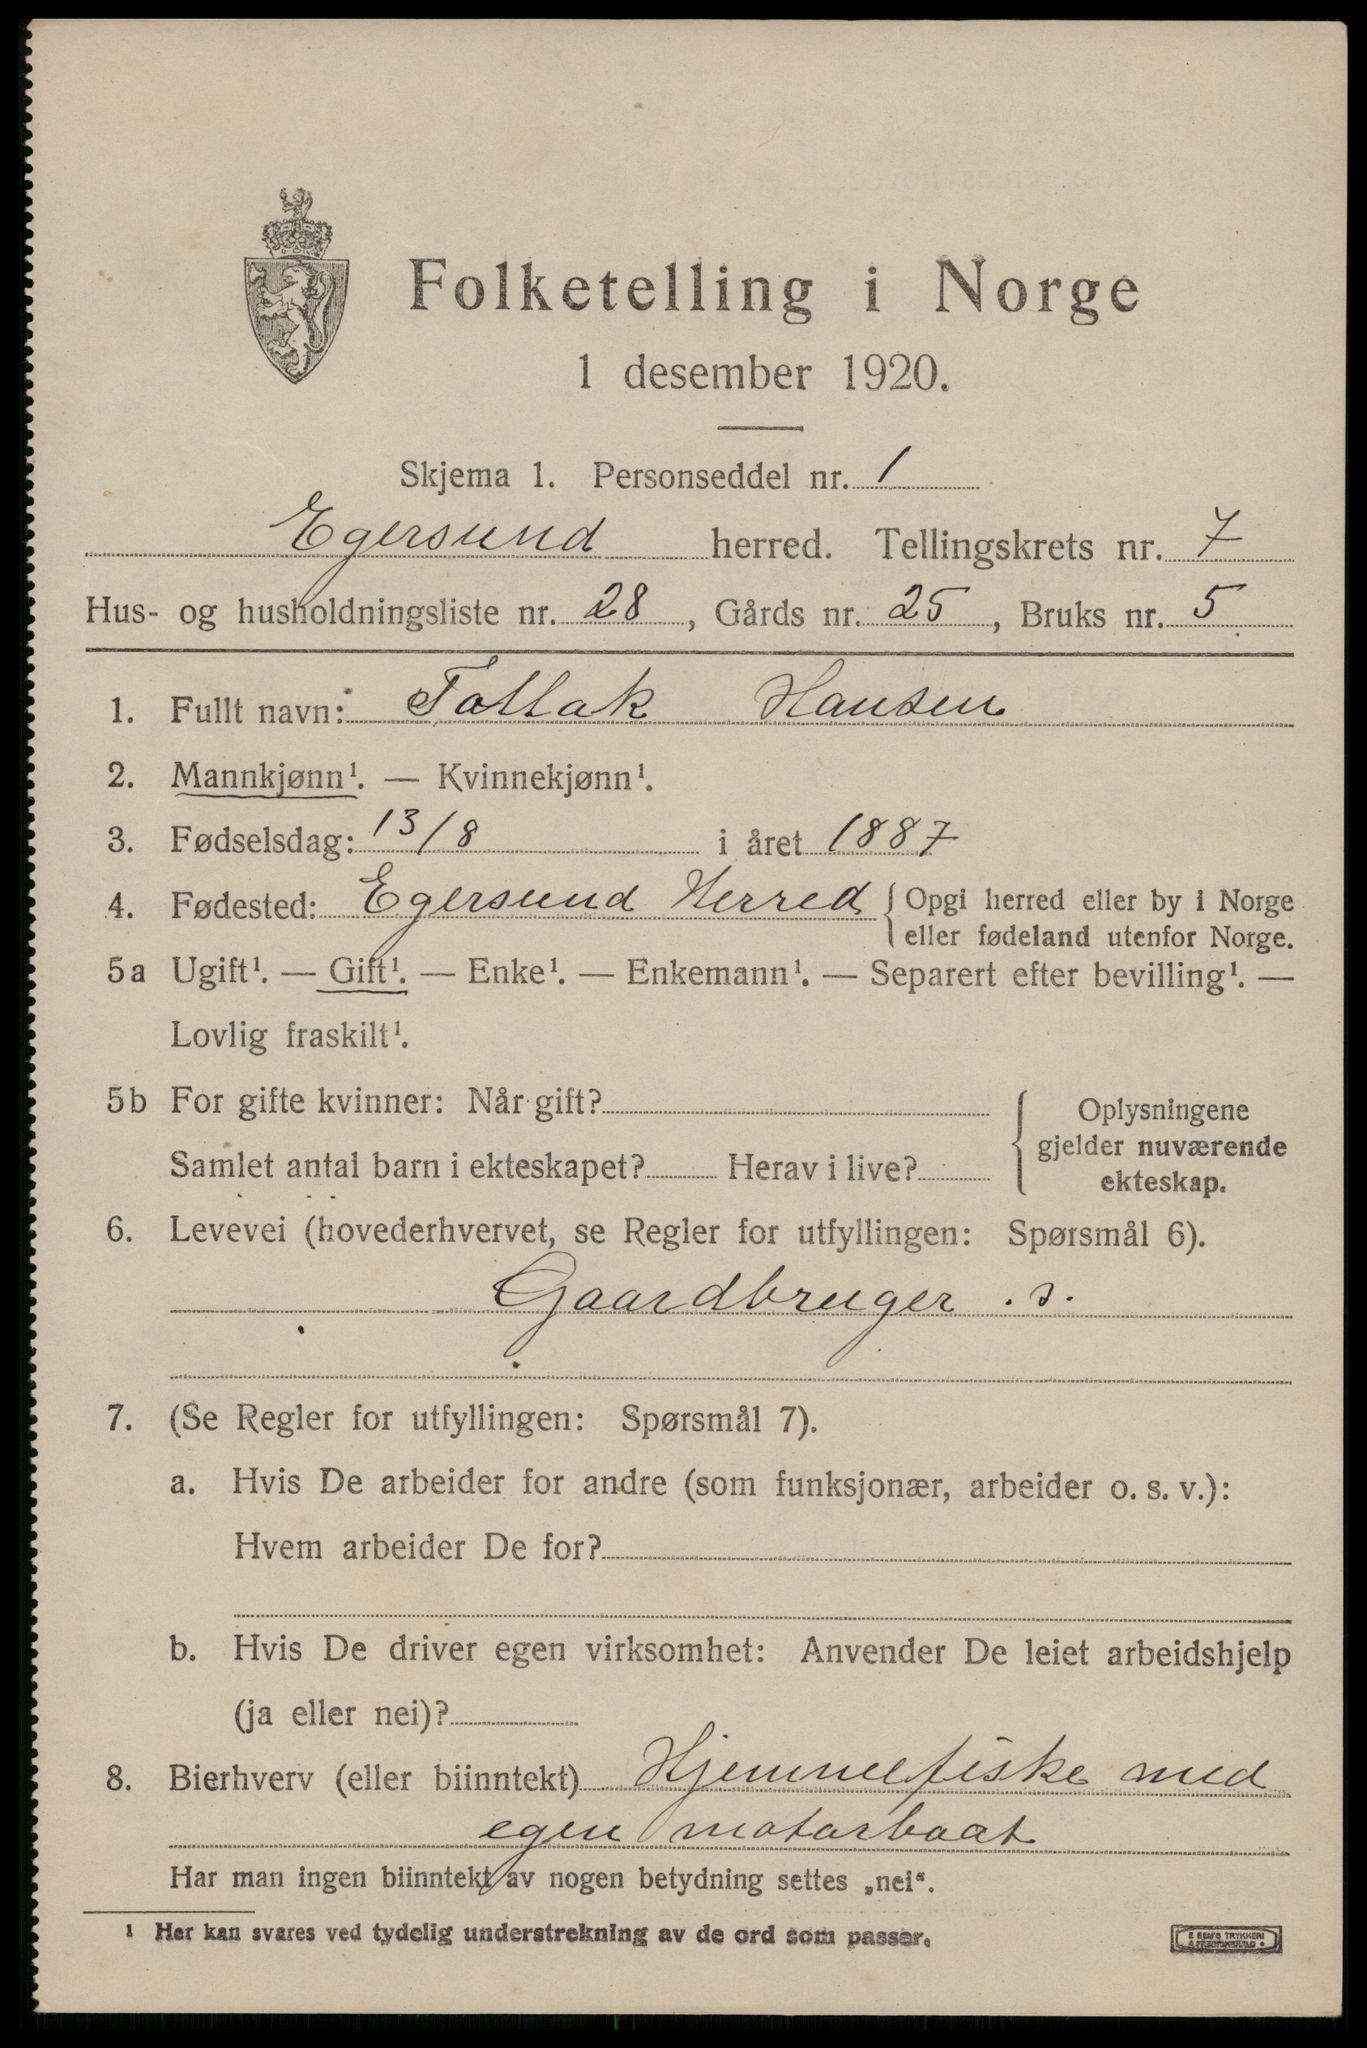 Folketelling i Norge
1 desember 1920.
Skjema 1. Personseddel nr. 1
Egersund herred. Tellingskrets nr. 7
Hus- og husholdningsliste nr. 28, Gårds nr. 25, Bruks nr. 5
1. Fullt navn: Tollak Hansen
2. Mannkjønn¹. — Kvinnekjønn¹.
3. Fødselsdag: 13/8 i året 1887
4. Fødested: Egersund Herred { Opgi herred eller by i Norge
eller fødeland utenfor Norge.
5a Ugift¹. — Gift¹. — Enke¹. — Enkemann¹. — Separert efter bevilling¹. —
Lovlig fraskilt¹.
5b For gifte kvinner: Når gift?
Samlet antal barn i ekteskapet? Herav i live?
{ Oplysningene
gjelder nuværende
ekteskap.
6. Levevei (hovederhvervet, se Regler for utfyllingen: Spørsmål 6).
Gaardbruger . s.
7. (Se Regler for utfyllingen: Spørsmål 7).
a. Hvis De arbeider for andre (som funksjonær, arbeider o. s. v.):
Hvem arbeider De for?
b. Hvis De driver egen virksomhet: Anvender De leiet arbeidshjelp
(ja eller nei)?
8. Bierhverv (eller biinntekt) Hjemmefiske med
egen motorbaat
Har man ingen biinntekt av nogen betydning settes „nei“.
¹ Her kan svares ved tydelig understrekning av de ord som passer.